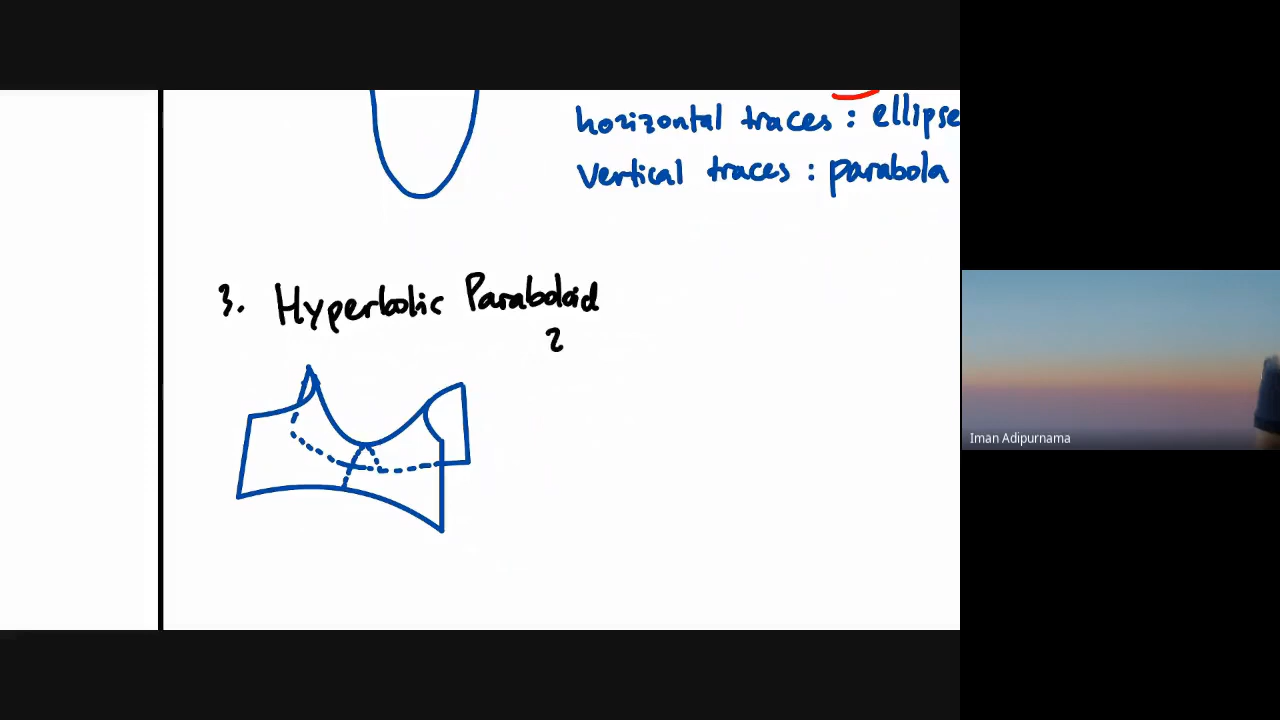 horizontal traces : ellipse
vertical traces : parabola
3. Hyperbolic Paraboloid
2
Iman Adipurnama